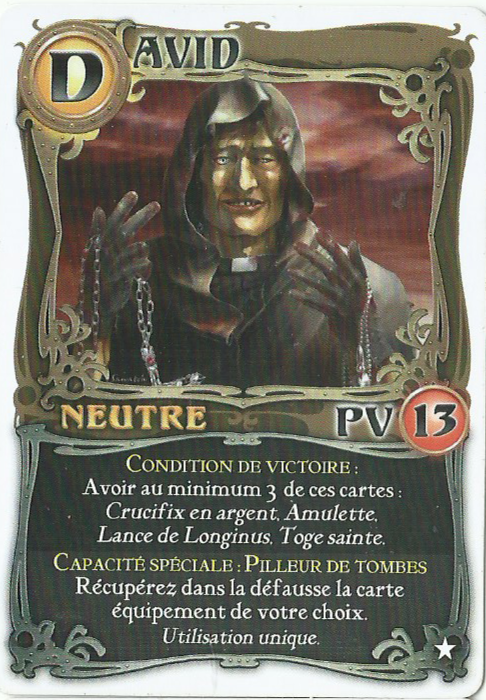 DAVID
NEUTRE PV 13
CONDITION DE VICTOIRE :
Avoir au minimum 3 de ces cartes :
Crucifix en argent, Amulette,
Lance de Longinus, Toge sainte.
CAPACITÉ SPÉCIALE : PILLEUR DE TOMBES
Récupérez dans la défausse la carte
équipement de votre choix.
Utilisation unique.